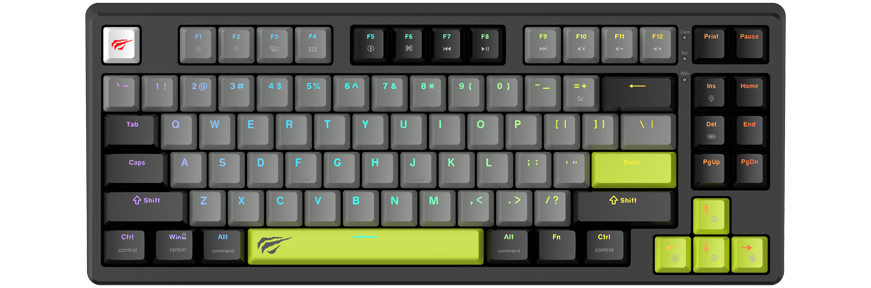 F1 F2 F3 F4 F5 F6 F7 F8 F9 F10 F11 F12 Print Pause
` ~ 1 ! 2 @ 3 # 4 $ 5 % 6 ^ 7 & 8 * 9 ( 0 ) - _ = + ← Ins Home
Tab Q W E R T Y U I O P [ { ] } \ | Del End
Caps A S D F G H J K L ; : ' " Enter PgUp PgDn
⇧ Shift Z X C V B N M , < . > / ? ⇧ Shift ↑
Ctrl Win Alt Alt Fn Ctrl ← ↓ →
control option command command control